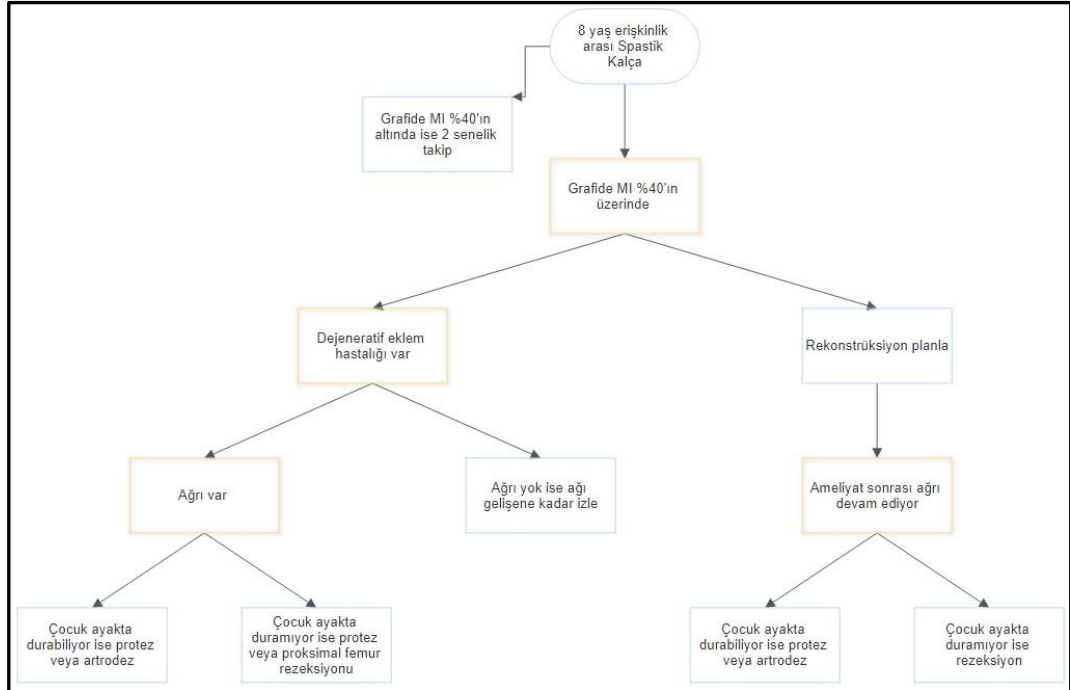 8 yaş erişkinlik
arası Spastik
Kalça
Grafide MI %40'ın
altında ise 2 senelik
takip
Grafide MI %40'ın
üzerinde
Dejeneratif eklem
hastalığı var
Rekonstrüksiyon planla
Ağrı var
Ağrı yok ise ağı
gelişene kadar izle
Ameliyat sonrası ağrı
devam ediyor
Çocuk ayakta
durabiliyor ise protez
veya artrodez
Çocuk ayakta
duramıyor ise protez
veya proksimal femur
rezeksiyonu
Çocuk ayakta
durabiliyor ise protez
veya artrodez
Çocuk ayakta
duramıyor ise
rezeksiyon